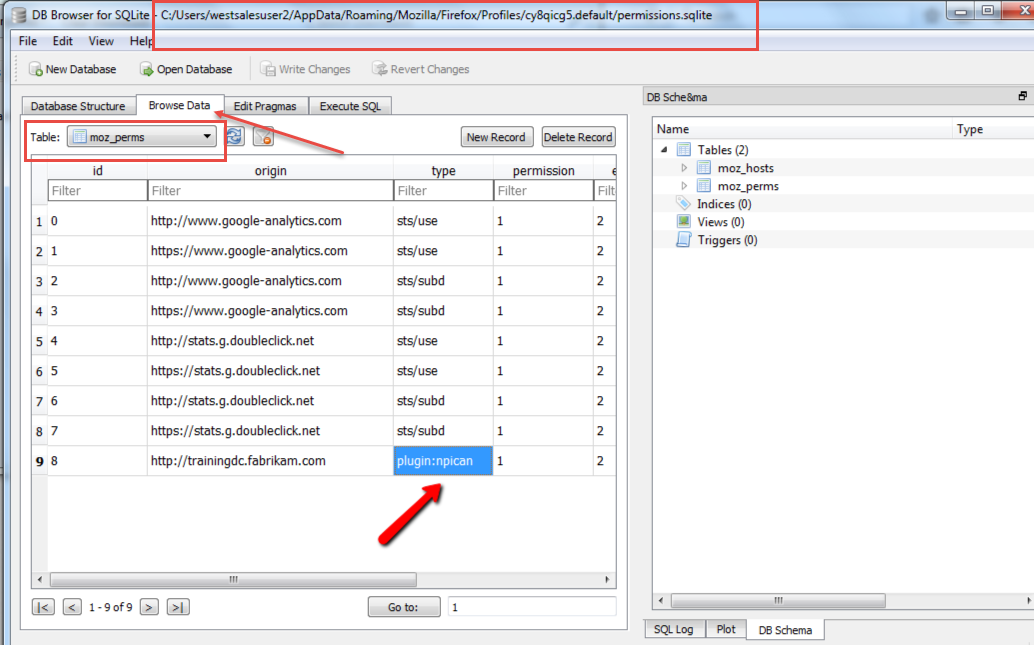 DB Browser for SQLite - C:/Users/westsalesuser2/AppData/Roaming/Mozilla/Firefox/Profiles/cy8qicg5.default/permissions.sqlite
File Edit View Help
New Database Open Database Write Changes Revert Changes
Database Structure Browse Data Edit Pragmas Execute SQL
Table: moz_perms New Record Delete Record
id origin type permission e
Filter Filter Filter Filter Filt
1 0 http://www.google-analytics.com sts/use 1 2
2 1 https://www.google-analytics.com sts/use 1 2
3 2 http://www.google-analytics.com sts/subd 1 2
4 3 https://www.google-analytics.com sts/subd 1 2
5 4 http://stats.g.doubleclick.net sts/use 1 2
6 5 https://stats.g.doubleclick.net sts/use 1 2
7 6 http://stats.g.doubleclick.net sts/subd 1 2
8 7 https://stats.g.doubleclick.net sts/subd 1 2
9 8 http://trainingdc.fabrikam.com plugin:npican 1 2
|< < 1 - 9 of 9 > >| Go to: 1
DB Sche&ma
Name Type
Tables (2)
moz_hosts
moz_perms
Indices (0)
Views (0)
Triggers (0)
SQL Log Plot DB Schema